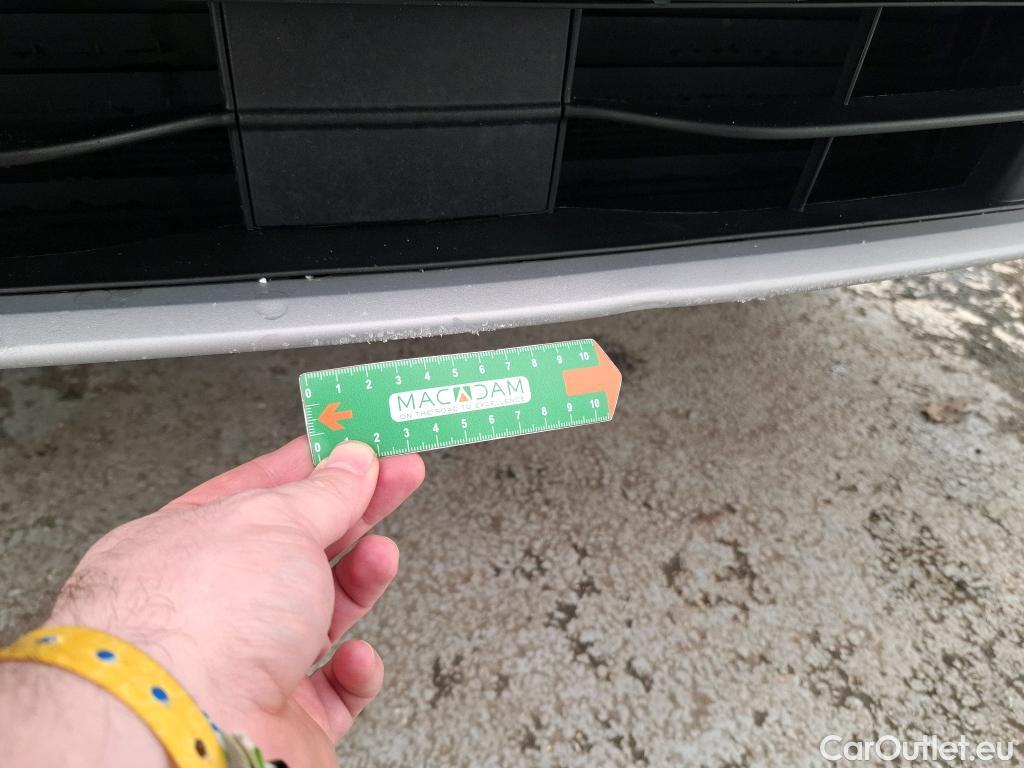 0 1 2 3 4 5 6 7 8 9 10
MACADAM
ON THE ROAD TO EXCELLENCE
0 1 2 3 4 5 6 7 8 9 10
CarOutlet.eu